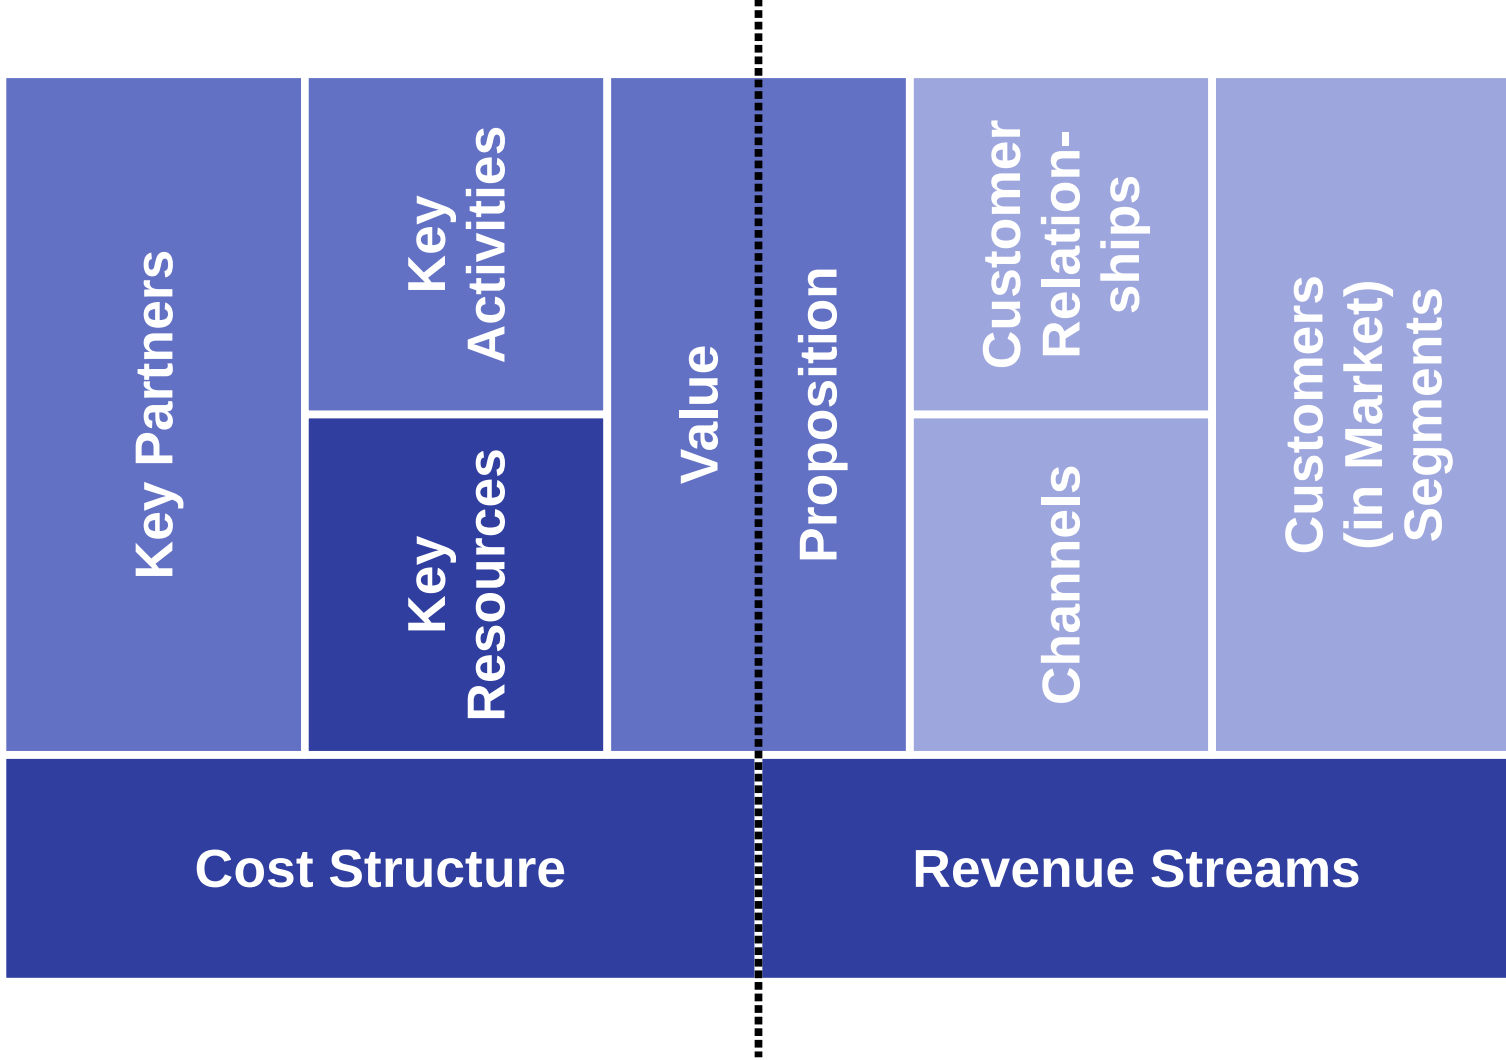 Key Partners
Key
Activities
Key
Resources
Value
Proposition
Customer
Relation-
ships
Channels
Customers
(in Market)
Segments
Cost Structure
Revenue Streams